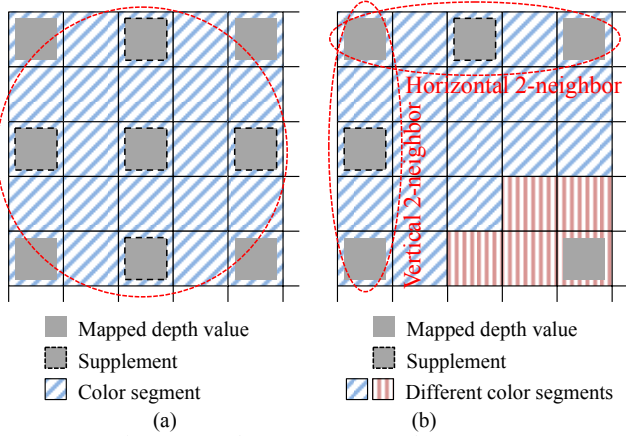 Horizontal 2-neighbor
Vertical 2-neighbor
Mapped depth value
Supplement
Color segment
(a)
Mapped depth value
Supplement
Different color segments
(b)